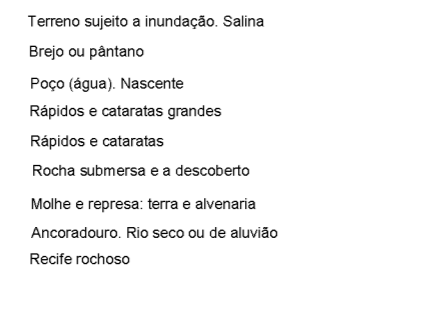 Terreno sujeito a inundação. Salina
Brejo ou pântano
Poço (água). Nascente
Rápidos e cataratas grandes
Rápidos e cataratas
Rocha submersa e a descoberto
Molhe e represa: terra e alvenaria
Ancoradouro. Rio seco ou de aluvião
Recife rochoso